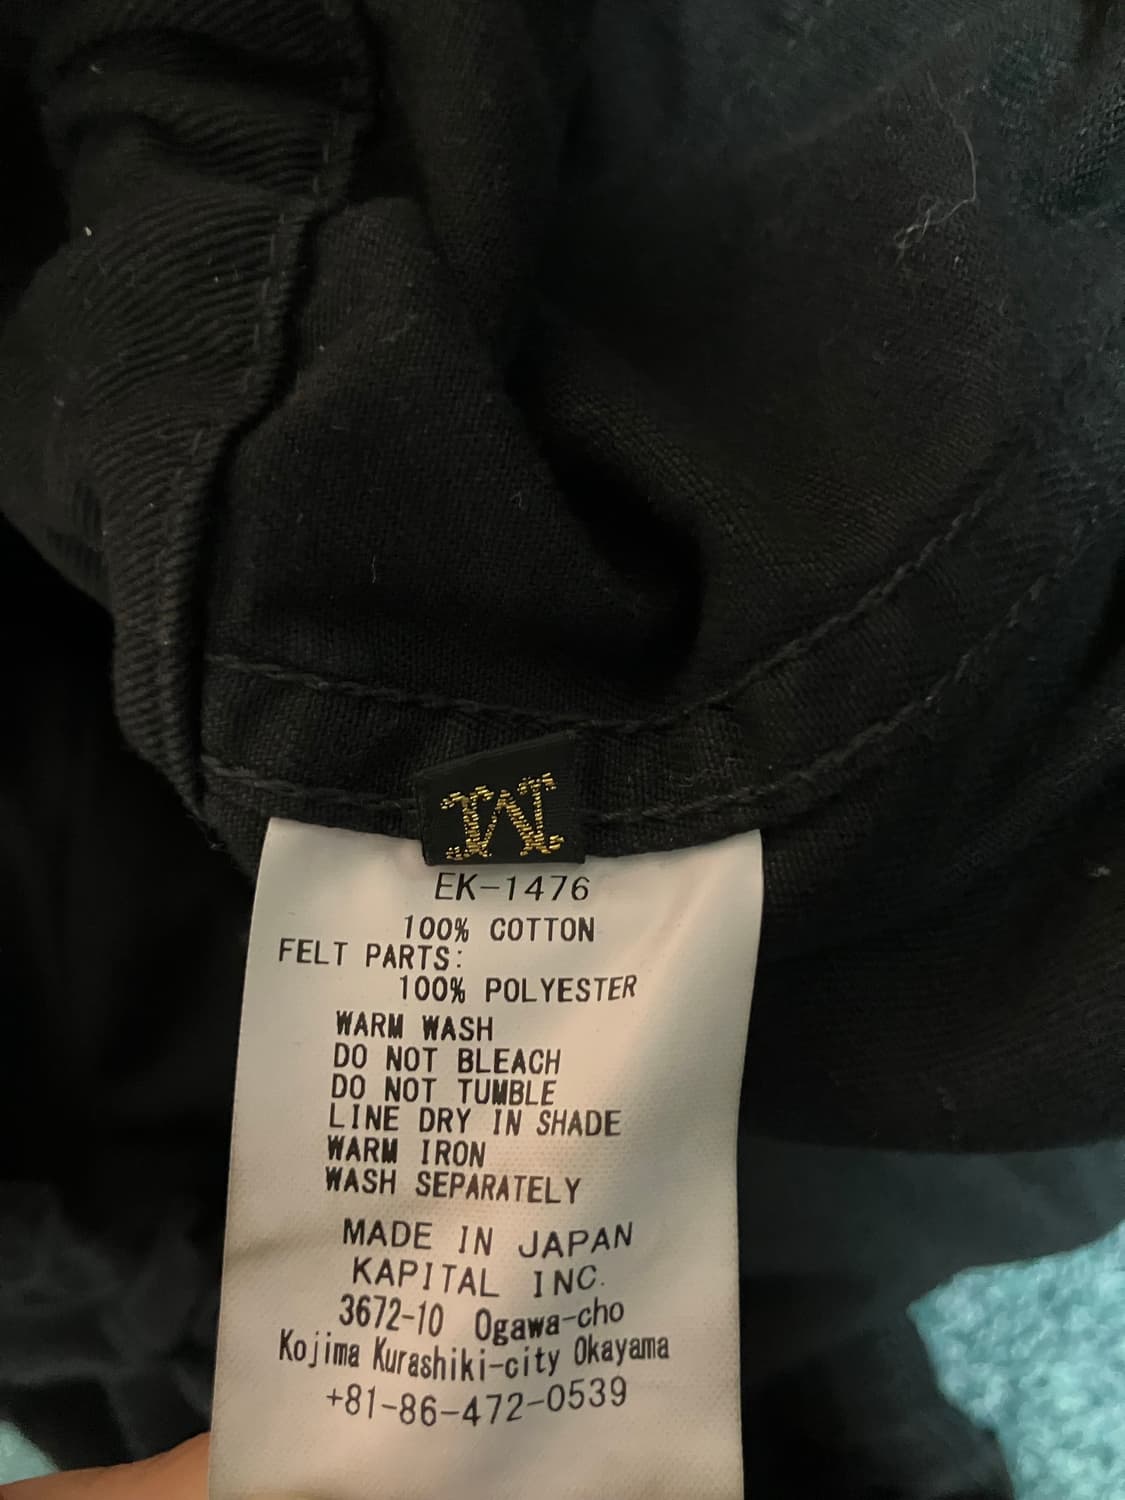 M
EK-1476
100% COTTON
FELT PARTS:
100% POLYESTER
WARM WASH
DO NOT BLEACH
DO NOT TUMBLE
LINE DRY IN SHADE
WARM IRON
WASH SEPARATELY
MADE IN JAPAN
KAPITAL INC.
3672-10 Ogawa-cho
Kojima Kurashiki-city Okayama
+81-86-472-0539